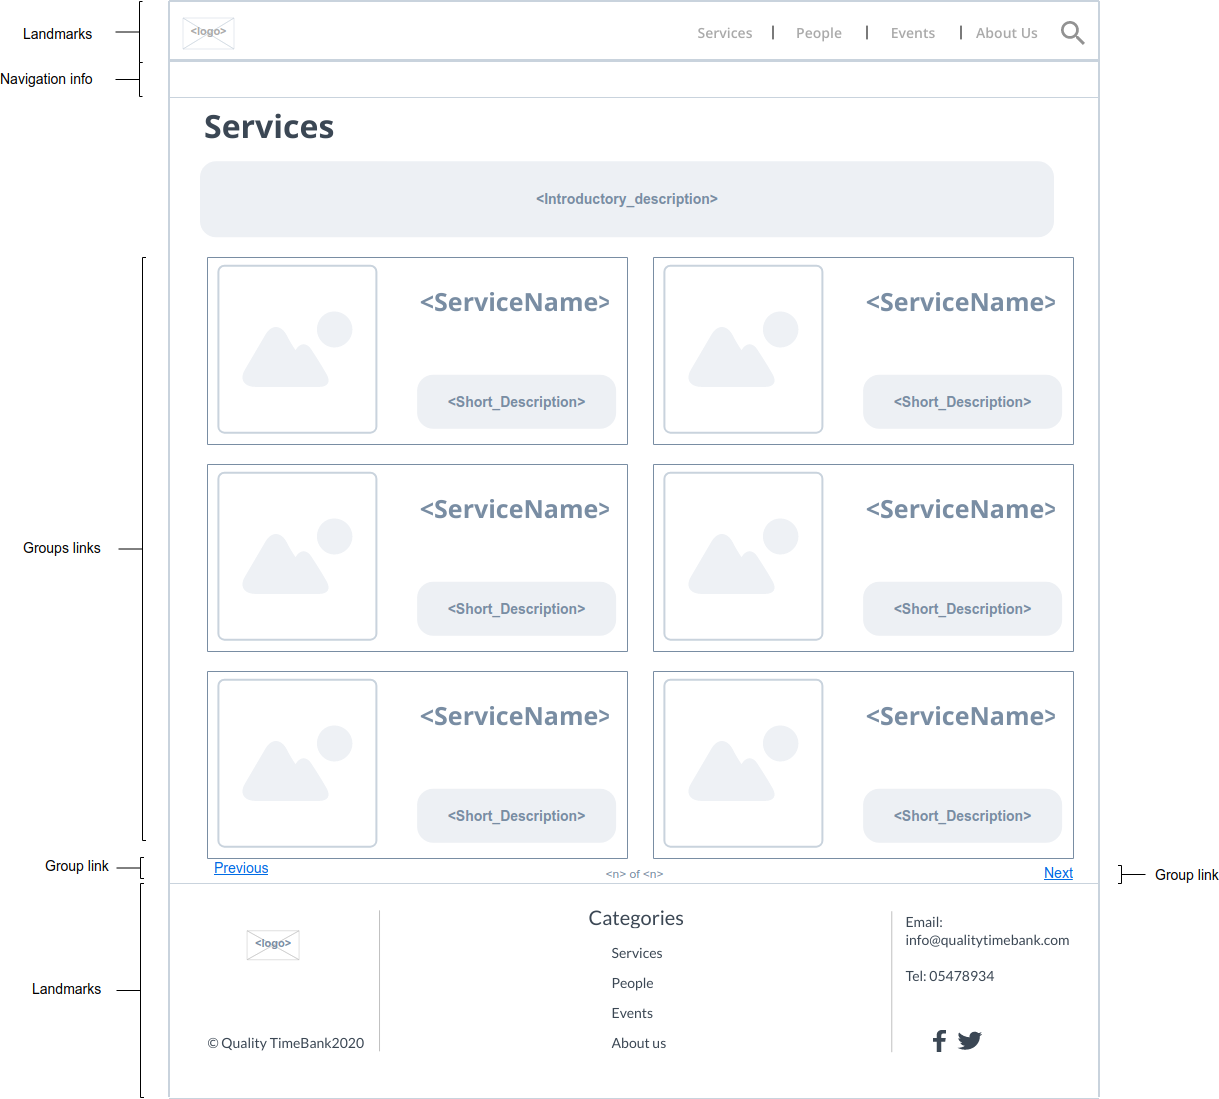 Landmarks
<logo>
Services | People | Events | About Us
Navigation info
Services
<Introductory_description>
<ServiceName>
<Short_Description>
<ServiceName>
<Short_Description>
Groups links
<ServiceName>
<Short_Description>
<ServiceName>
<Short_Description>
<ServiceName>
<Short_Description>
<ServiceName>
<Short_Description>
Group link
Previous
<n> of <n>
Next
Group link
Landmarks
<logo>
© Quality TimeBank2020
Categories
Services
People
Events
About us
Email:
info@qualitytimebank.com
Tel: 05478934